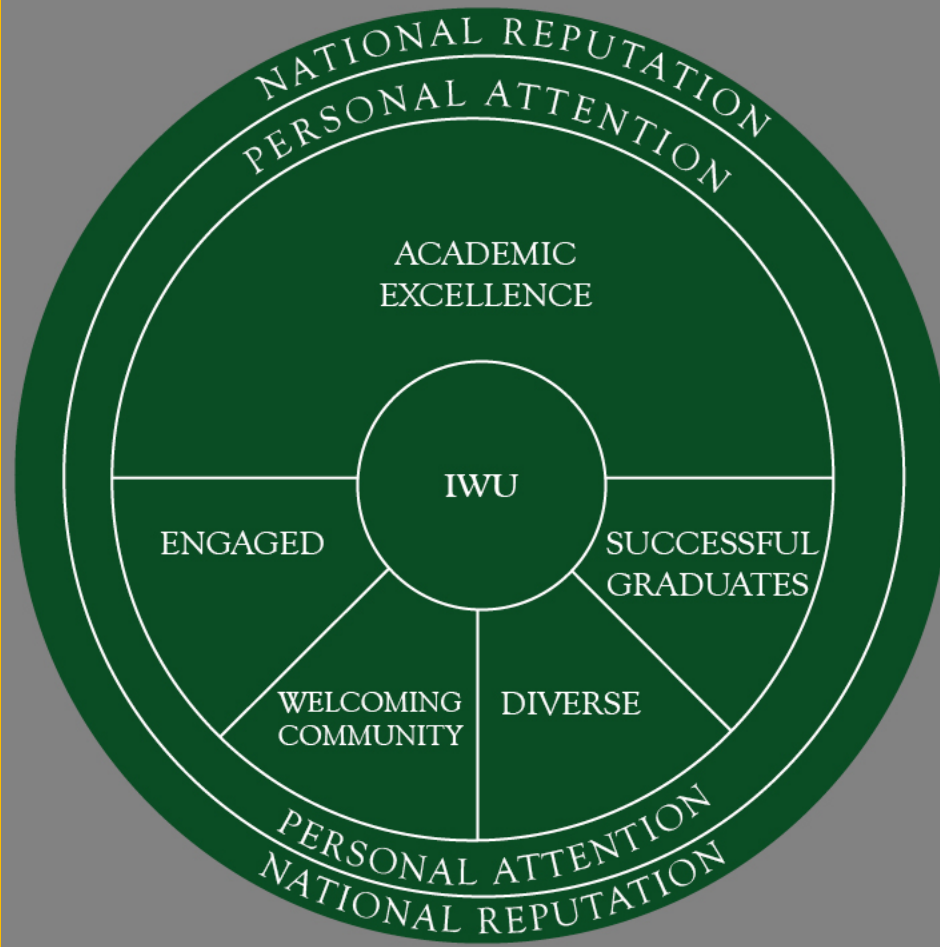 NATIONAL REPUTATION
PERSONAL ATTENTION
ACADEMIC
EXCELLENCE
IWU
ENGAGED
SUCCESSFUL
GRADUATES
WELCOMING
COMMUNITY
DIVERSE
PERSONAL ATTENTION
NATIONAL REPUTATION